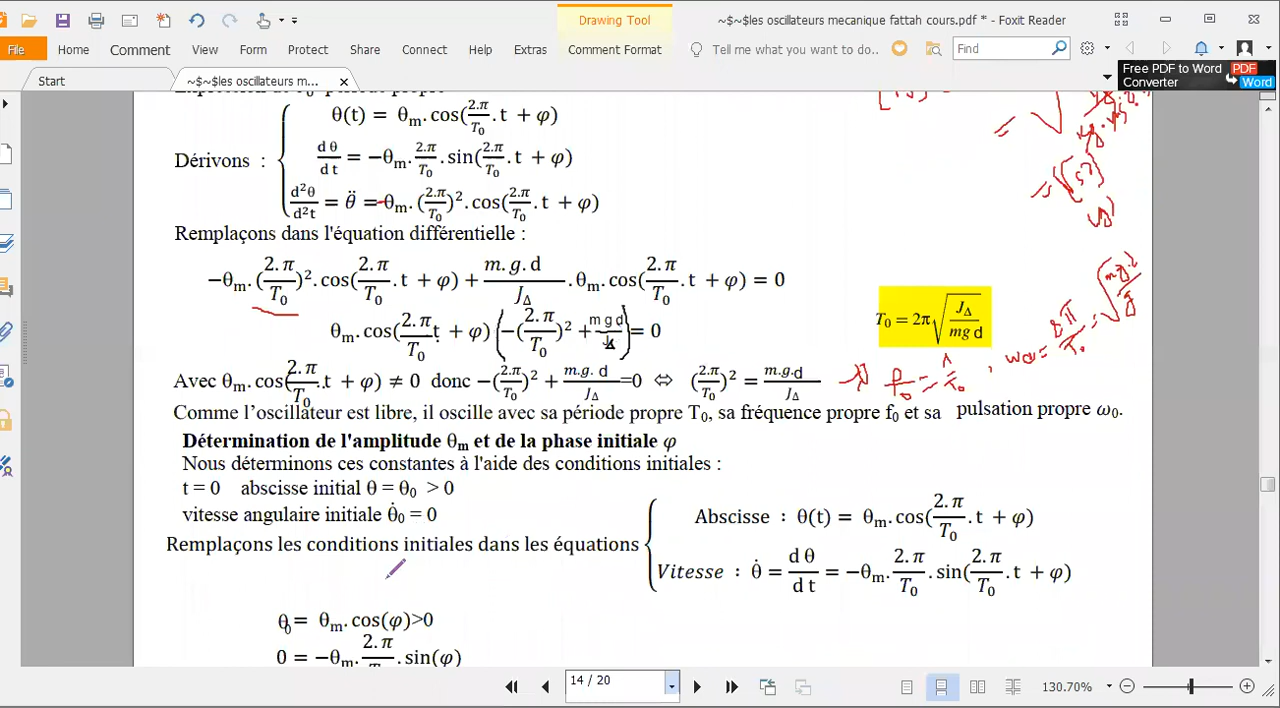 Drawing Tool
~$~$les oscillateurs mecanique fattah cours.pdf * - Foxit Reader
File Home Comment View Form Protect Share Connect Help Extras Comment Format Tell me what you want to do.. Find
Start
~$~$les oscillateurs m...
Free PDF to Word Converter
PDF Word
θ(t) = θm.cos(2.π/T0.t + φ)
Dérivons :
dθ/dt = −θm.2.π/T0.sin(2.π/T0.t + φ)
d²θ/d²t = θ̈ = −θm.(2.π/T0)².cos(2.π/T0.t + φ)
Remplaçons dans l'équation différentielle :
−θm.(2.π/T0)².cos(2.π/T0.t + φ) + m.g.d/JΔ.θm.cos(2.π/T0.t + φ) = 0
θm.cos(2.π/T0 t + φ)(−(2.π/T0)² + m g d/JΔ) = 0
T0 = 2π√(JΔ/mg d)
Avec θm.cos(2.π/T0.t + φ) ≠ 0 donc −(2.π/T0)² + m.g.d/JΔ=0 ⇔ (2.π/T0)² = m.g.d/JΔ
f0 = 1/T0, ω0 = 2π/T0
Comme l’oscillateur est libre, il oscille avec sa période propre T0, sa fréquence propre f0 et sa pulsation propre ω0.
Détermination de l'amplitude θm et de la phase initiale φ
Nous déterminons ces constantes à l'aide des conditions initiales :
t = 0 abscisse initial θ = θ0 > 0
vitesse angulaire initiale θ̇0 = 0
Remplaçons les conditions initiales dans les équations
Abscisse : θ(t) = θm.cos(2.π/T0.t + φ)
Vitesse : θ̇ = dθ/dt = −θm.2.π/T0.sin(2.π/T0.t + φ)
θ0= θm.cos(φ)>0
0 = −θm.2.π/T0.sin(φ)
14 / 20
130.70%